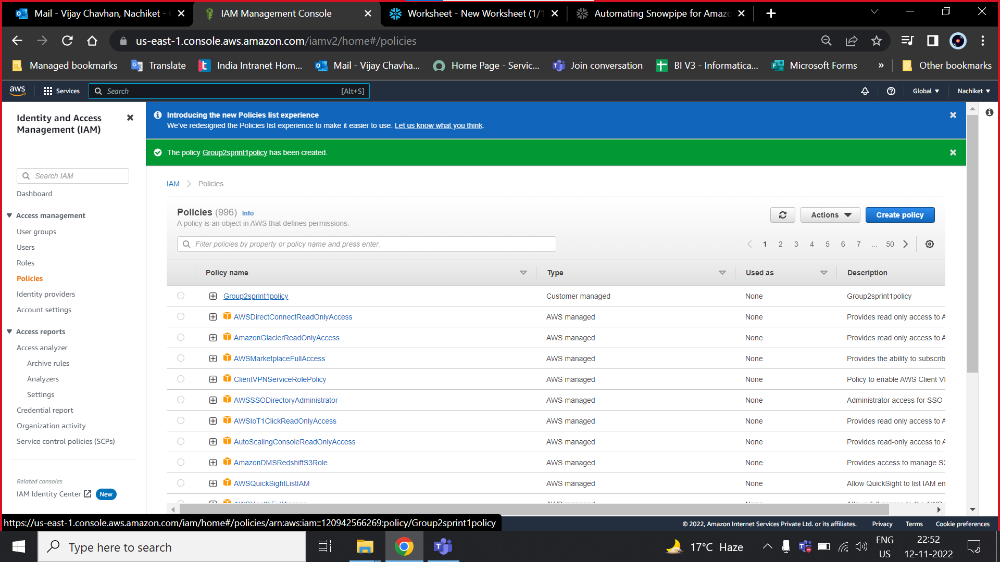 Mail - Vijay Chavhan, Nachiket -
IAM Management Console
Worksheet - New Worksheet (1/1
Automating Snowpipe for Amazo
us-east-1.console.aws.amazon.com/iamv2/home#/policies
Managed bookmarks
Translate
India Intranet Hom...
Mail - Vijay Chavha...
Home Page - Servic...
Join conversation
BI V3 - Informatica...
Microsoft Forms
»
Other bookmarks
aws
Services
Search
[Alt+S]
Global
Nachiket
Identity and Access
Management (IAM)
Search IAM
Dashboard
Access management
User groups
Users
Roles
Policies
Identity providers
Account settings
Access reports
Access analyzer
Archive rules
Analyzers
Settings
Credential report
Organization activity
Service control policies (SCPs)
Related consoles
IAM Identity Center
New
Introducing the new Policies list experience
We've redesigned the Policies list experience to make it easier to use. Let us know what you think.
The policy Group2sprint1policy has been created.
IAM
Policies
Policies (996) Info
A policy is an object in AWS that defines permissions.
Actions
Create policy
Filter policies by property or policy name and press enter.
1 2 3 4 5 6 7 ... 50
Policy name Type Used as Description
Group2sprint1policy Customer managed None Group2sprint1policy
AWSDirectConnectReadOnlyAccess AWS managed None Provides read only access to A
AmazonGlacierReadOnlyAccess AWS managed None Provides read only access to A
AWSMarketplaceFullAccess AWS managed None Provides the ability to subscrib
ClientVPNServiceRolePolicy AWS managed None Policy to enable AWS Client VI
AWSSSODirectoryAdministrator AWS managed None Administrator access for SSO
AWSIoT1ClickReadOnlyAccess AWS managed None Provides read only access to A
AutoScalingConsoleReadOnlyAccess AWS managed None Provides read-only access to A
AmazonDMSRedshiftS3Role AWS managed None Provides access to manage S3
AWSQuickSightListIAM AWS managed None Allow QuickSight to list IAM en
https://us-east-1.console.aws.amazon.com/iam/home#/policies/arn:aws:iam::120942566269:policy/Group2sprint1policy
© 2022, Amazon Internet Services Private Ltd. or its affiliates.
Privacy
Terms
Cookie preferences
Type here to search
17°C Haze
ENG
US
22:52
12-11-2022